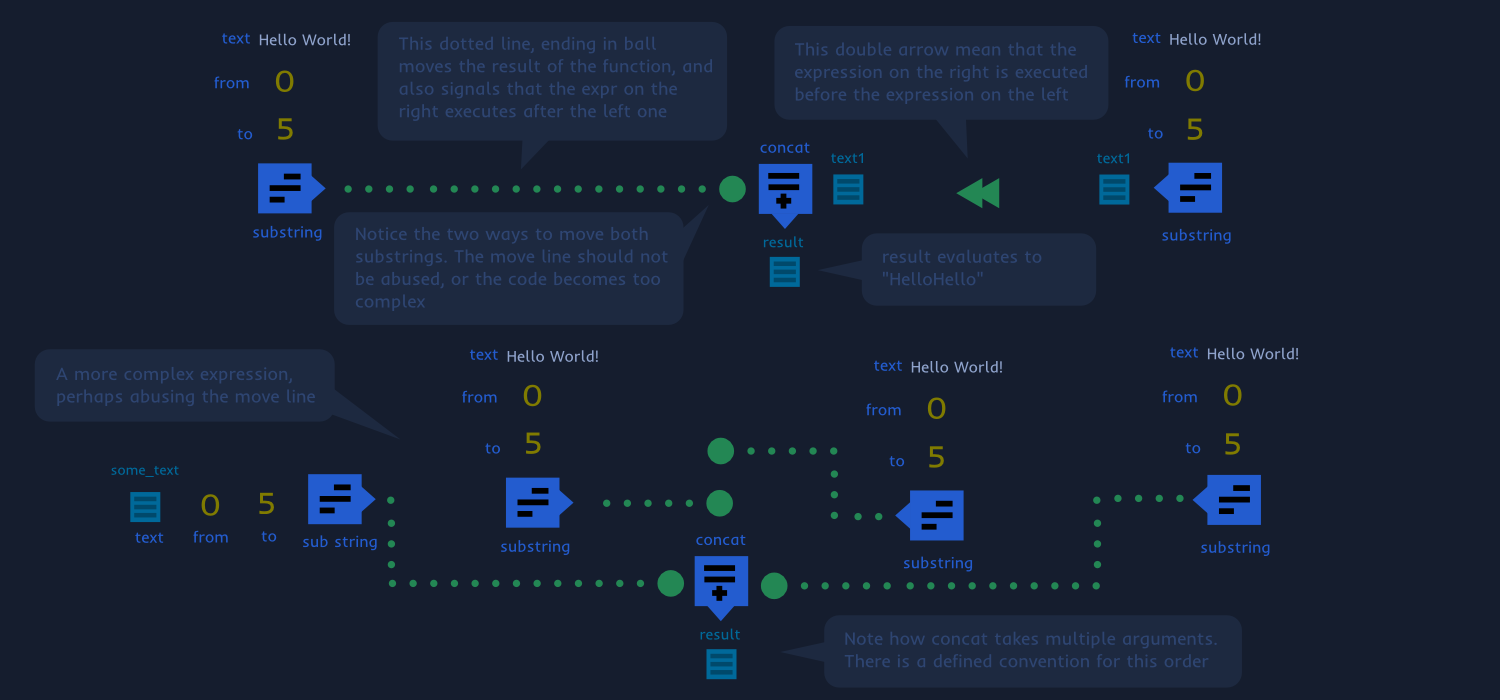 text Hello World!
from 0
to 5
substring
This dotted line, ending in ball
moves the result of the function, and
also signals that the expr on the
right executes after the left one
Notice the two ways to move both
substrings. The move line should not
be abused, or the code becomes too
complex
concat
text1
result
This double arrow mean that the
expression on the right is executed
before the expression on the left
result evaluates to
"HelloHello"
text Hello World!
from 0
to 5
text1
substring
A more complex expression,
perhaps abusing the move line
some_text
0 5
text from to sub string
text Hello World!
from 0
to 5
substring
concat
result
text Hello World!
from 0
to 5
substring
text Hello World!
from 0
to 5
substring
Note how concat takes multiple arguments.
There is a defined convention for this order